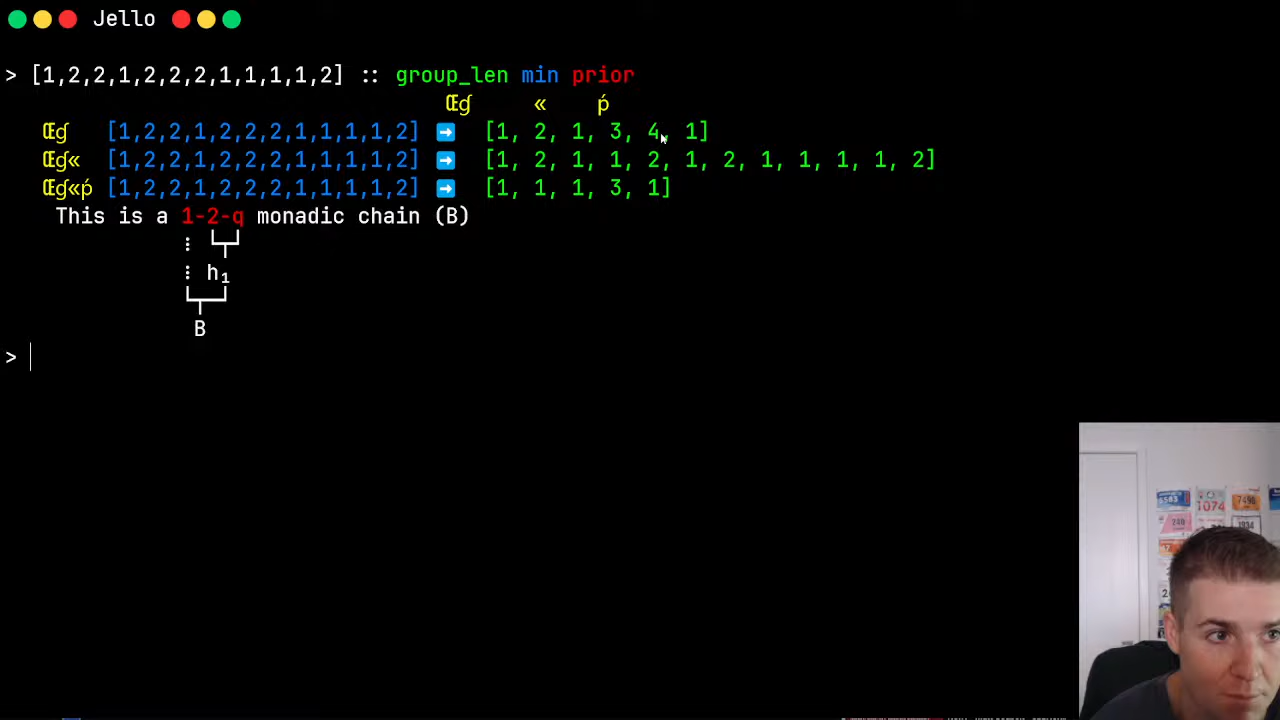 Jello
> [1,2,2,1,2,2,2,1,1,1,1,2] :: group_len min prior
Œɠ « ṕ
Œɠ [1,2,2,1,2,2,2,1,1,1,1,2] ➡ [1, 2, 1, 3, 4, 1]
Œɠ« [1,2,2,1,2,2,2,1,1,1,1,2] ➡ [1, 2, 1, 1, 2, 1, 2, 1, 1, 1, 1, 2]
Œɠ«ṕ [1,2,2,1,2,2,2,1,1,1,1,2] ➡ [1, 1, 1, 3, 1]
This is a 1-2-q monadic chain (B)
h₁
B
>